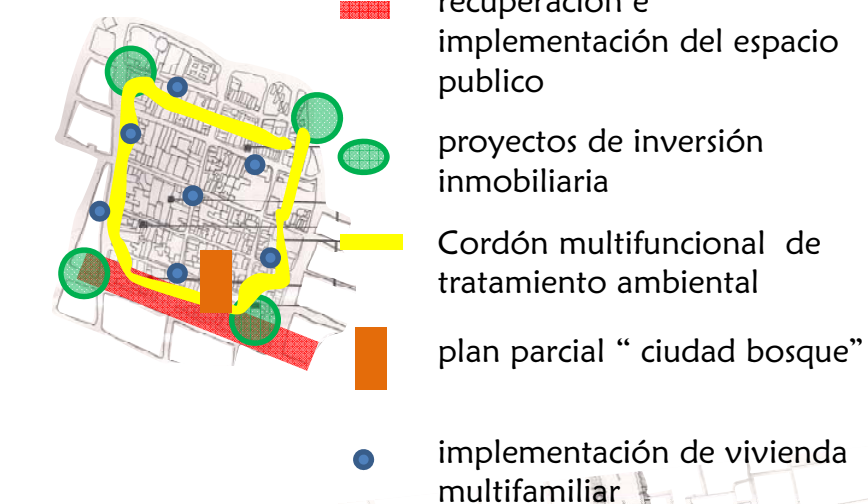 recuperación e
implementación del espacio
publico
proyectos de inversión
inmobiliaria
Cordón multifuncional de
tratamiento ambiental
plan parcial “ ciudad bosque”
implementación de vivienda
multifamiliar